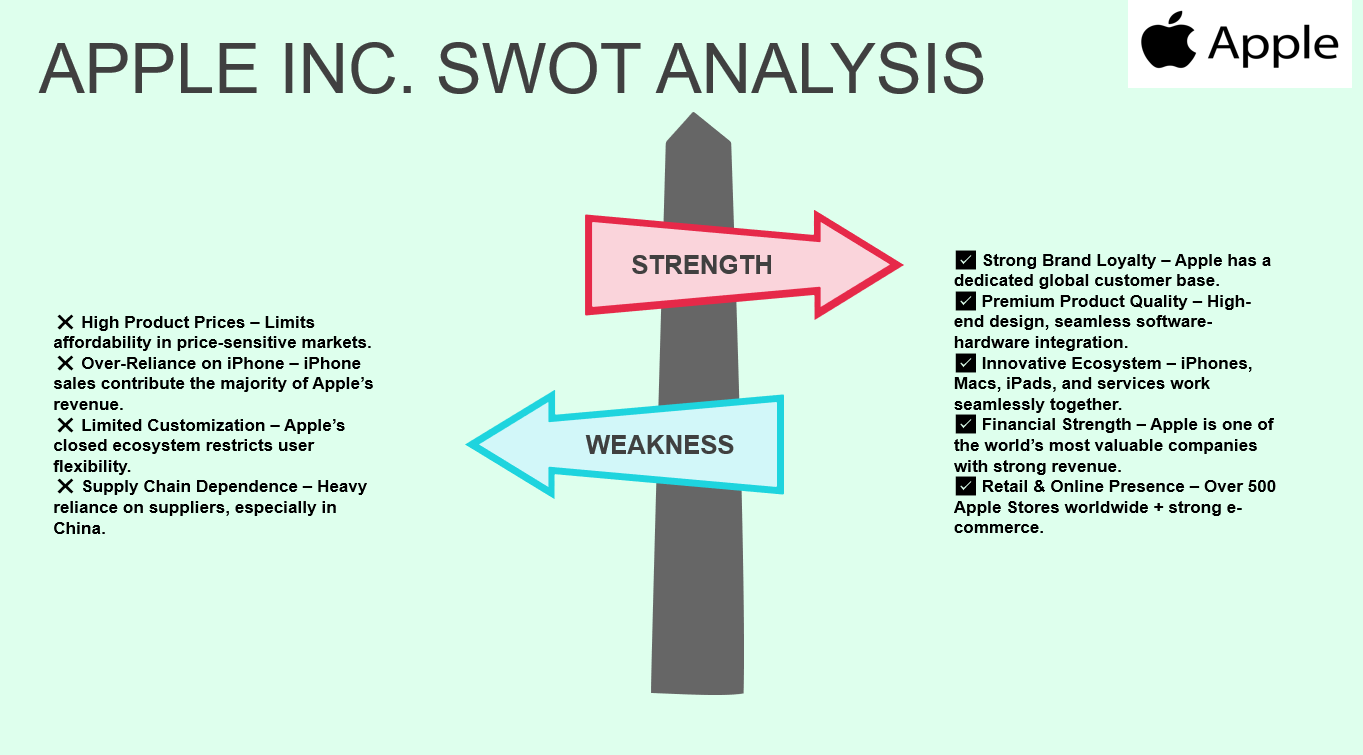 APPLE INC. SWOT ANALYSIS
Apple
STRENGTH
☑ Strong Brand Loyalty – Apple has a
dedicated global customer base.
☑ Premium Product Quality – High-
end design, seamless software-
hardware integration.
☑ Innovative Ecosystem – iPhones,
Macs, iPads, and services work
seamlessly together.
☑ Financial Strength – Apple is one of
the world’s most valuable companies
with strong revenue.
☑ Retail & Online Presence – Over 500
Apple Stores worldwide + strong e-
commerce.
WEAKNESS
❌ High Product Prices – Limits
affordability in price-sensitive markets.
❌ Over-Reliance on iPhone – iPhone
sales contribute the majority of Apple’s
revenue.
❌ Limited Customization – Apple’s
closed ecosystem restricts user
flexibility.
❌ Supply Chain Dependence – Heavy
reliance on suppliers, especially in
China.